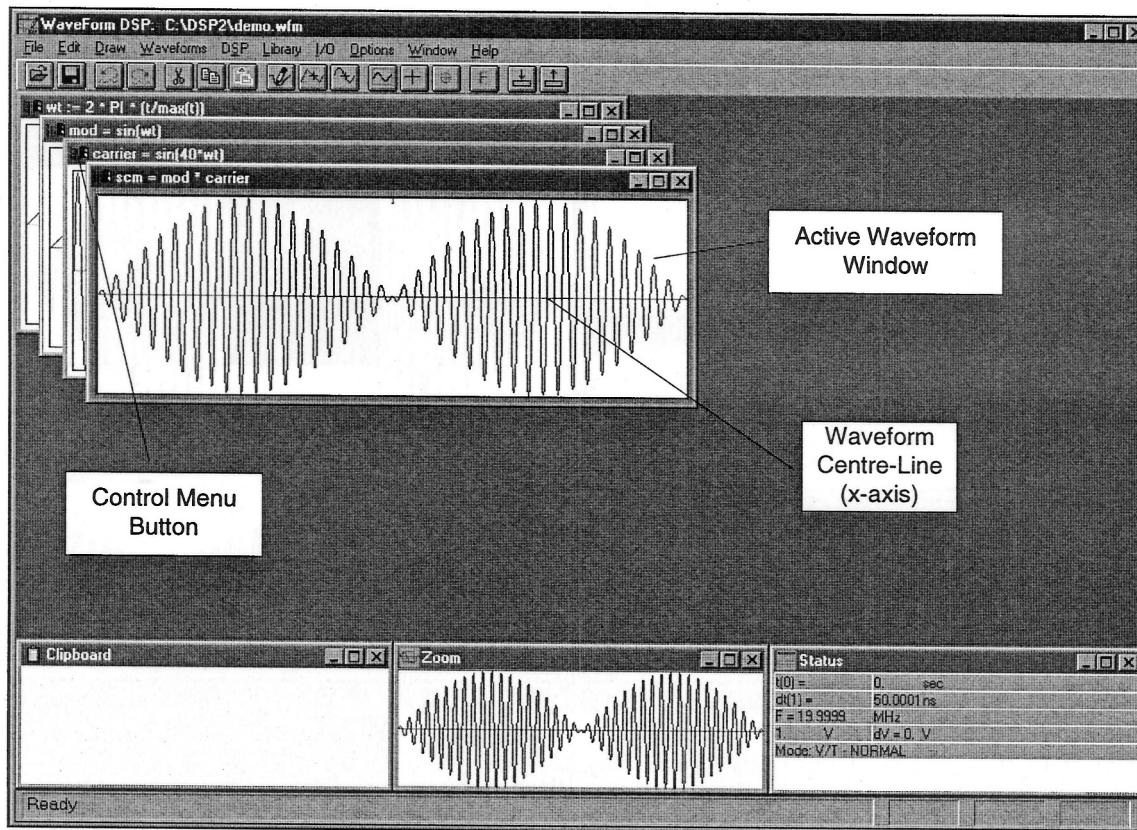 WaveForm DSP: C:\DSP2\demo.wfm
File Edit Draw Waveforms DSP Library I/O Options Window Help
F
wt := 2 * PI * (t/max(t))
mod = sin(wt)
carrier = sin(40*wt)
scm = mod * carrier
Active Waveform
Window
Waveform
Centre-Line
(x-axis)
Control Menu
Button
Clipboard
Zoom
Status
t(0) = 0. sec
dt(1) = 50.0001 ns
F = 19.9999 MHz
1. V dV = 0. V
Mode: V/T - NORMAL
Ready